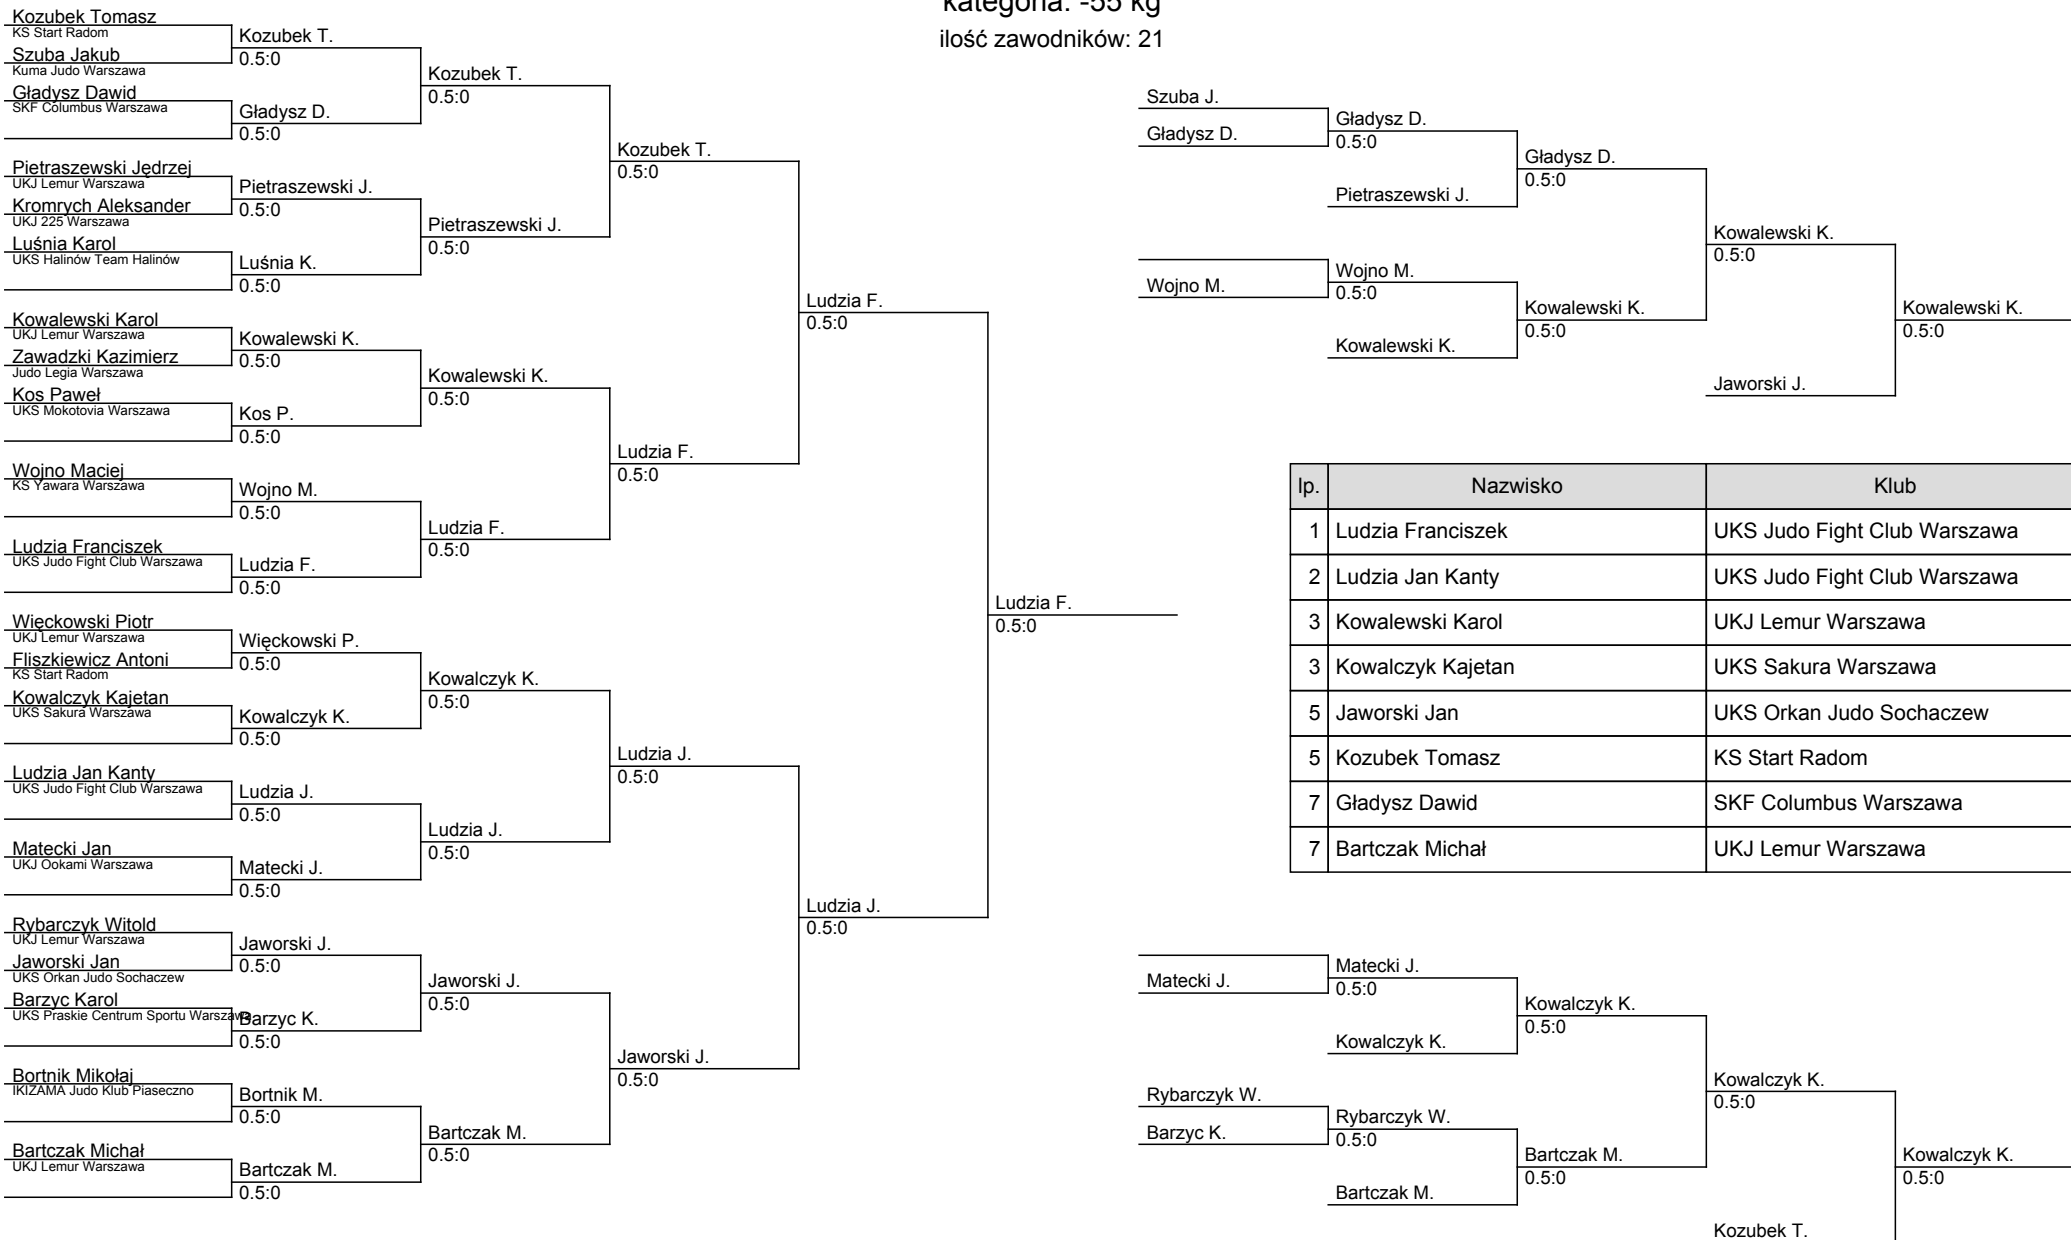 kategoria: -55 kg
ilość zawodników: 21
Kozubek Tomasz
KS Start Radom
Szuba Jakub
Kuma Judo Warszawa
Gładysz Dawid
SKF Columbus Warszawa
Pietraszewski Jędrzej
UKJ Lemur Warszawa
Kromrych Aleksander
UKJ 225 Warszawa
Luśnia Karol
UKS Halinów Team Halinów
Kowalewski Karol
UKJ Lemur Warszawa
Zawadzki Kazimierz
Judo Legia Warszawa
Kos Paweł
UKS Mokotovia Warszawa
Wojno Maciej
KS Yawara Warszawa
Ludzia Franciszek
UKS Judo Fight Club Warszawa
Więckowski Piotr
UKJ Lemur Warszawa
Fliszkiewicz Antoni
KS Start Radom
Kowalczyk Kajetan
UKS Sakura Warszawa
Ludzia Jan Kanty
UKS Judo Fight Club Warszawa
Matecki Jan
UKJ Ookami Warszawa
Rybarczyk Witold
UKJ Lemur Warszawa
Jaworski Jan
UKS Orkan Judo Sochaczew
Barzyc Karol
UKS Praskie Centrum Sportu Warszawa
Bortnik Mikołaj
IKIZAMA Judo Klub Piaseczno
Bartczak Michał
UKJ Lemur Warszawa
Kozubek T.
0.5:0
Gładysz D.
0.5:0
Pietraszewski J.
0.5:0
Luśnia K.
0.5:0
Kowalewski K.
0.5:0
Kos P.
0.5:0
Wojno M.
0.5:0
Ludzia F.
0.5:0
Więckowski P.
0.5:0
Kowalczyk K.
0.5:0
Ludzia J.
0.5:0
Matecki J.
0.5:0
Jaworski J.
0.5:0
Barzyc K.
0.5:0
Bortnik M.
0.5:0
Bartczak M.
0.5:0
Kozubek T.
0.5:0
Pietraszewski J.
0.5:0
Kowalewski K.
0.5:0
Ludzia F.
0.5:0
Kowalczyk K.
0.5:0
Ludzia J.
0.5:0
Jaworski J.
0.5:0
Bartczak M.
0.5:0
Kozubek T.
0.5:0
Ludzia F.
0.5:0
Ludzia J.
0.5:0
Jaworski J.
0.5:0
Ludzia F.
0.5:0
Ludzia J.
0.5:0
Ludzia F.
0.5:0
Szuba J.
Gładysz D.
Wojno M.
Gładysz D.
0.5:0
Pietraszewski J.
Wojno M.
0.5:0
Kowalewski K.
Gładysz D.
0.5:0
Kowalewski K.
0.5:0
Kowalewski K.
0.5:0
Jaworski J.
Kowalewski K.
0.5:0
lp. Nazwisko Klub
1 Ludzia Franciszek UKS Judo Fight Club Warszawa
2 Ludzia Jan Kanty UKS Judo Fight Club Warszawa
3 Kowalewski Karol UKJ Lemur Warszawa
3 Kowalczyk Kajetan UKS Sakura Warszawa
5 Jaworski Jan UKS Orkan Judo Sochaczew
5 Kozubek Tomasz KS Start Radom
7 Gładysz Dawid SKF Columbus Warszawa
7 Bartczak Michał UKJ Lemur Warszawa
Matecki J.
Rybarczyk W.
Barzyc K.
Matecki J.
0.5:0
Kowalczyk K.
Rybarczyk W.
0.5:0
Bartczak M.
Kowalczyk K.
0.5:0
Bartczak M.
0.5:0
Kowalczyk K.
0.5:0
Kozubek T.
Kowalczyk K.
0.5:0